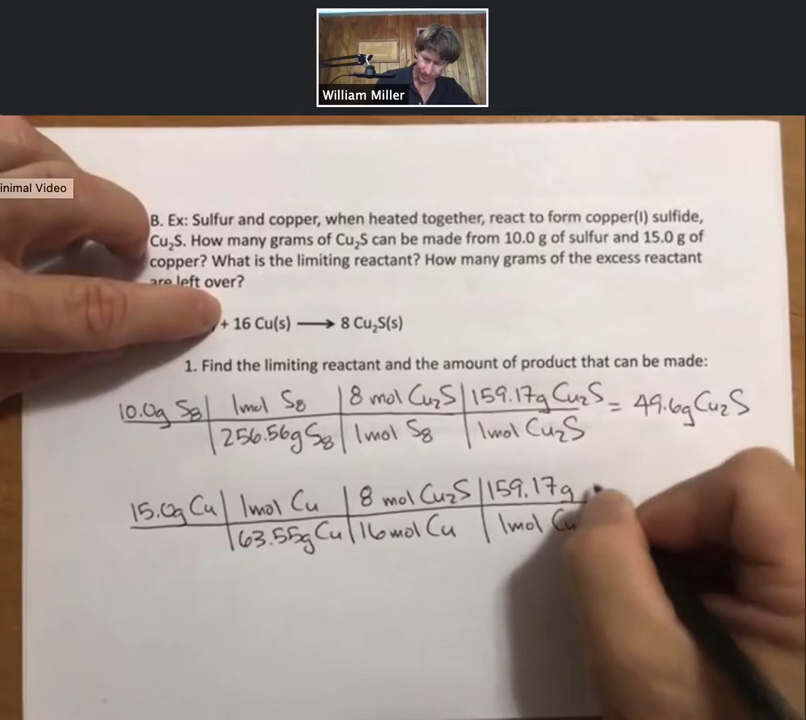 William Miller
inimal Video
B. Ex: Sulfur and copper, when heated together, react to form copper(I) sulfide,
Cu₂S. How many grams of Cu₂S can be made from 10.0 g of sulfur and 15.0 g of
copper? What is the limiting reactant? How many grams of the excess reactant
are left over?
+ 16 Cu(s) ⟶ 8 Cu₂S(s)
1. Find the limiting reactant and the amount of product that can be made:
10.0g S₈ | 1mol S₈ | 8 mol Cu₂S | 159.17g Cu₂S = 49.6g Cu₂S
| 256.56g S₈ | 1mol S₈ | 1mol Cu₂S
15.0g Cu | 1mol Cu | 8 mol Cu₂S | 159.17g
| 63.55g Cu | 16mol Cu | 1mol Cu